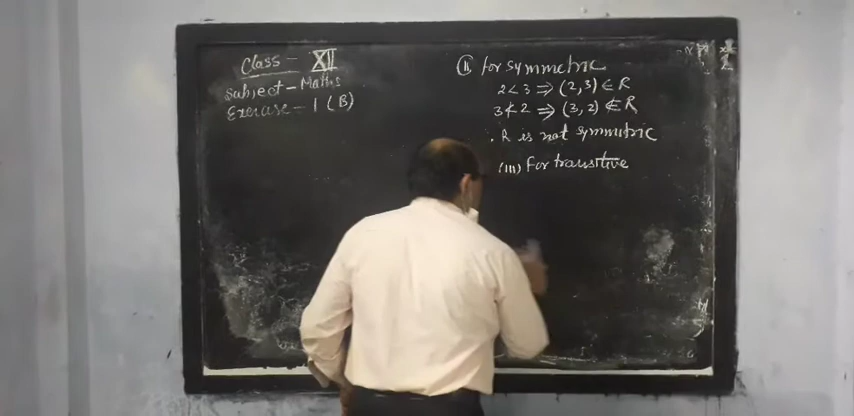 Class - XII
Subject - Maths
Exercise - 1 (B)
(ii) for symmetric
2 < 3 ⇒ (2, 3) ∈ R
3 ≮ 2 ⇒ (3, 2) ∉ R
. R is not symmetric
(iii) For transitive